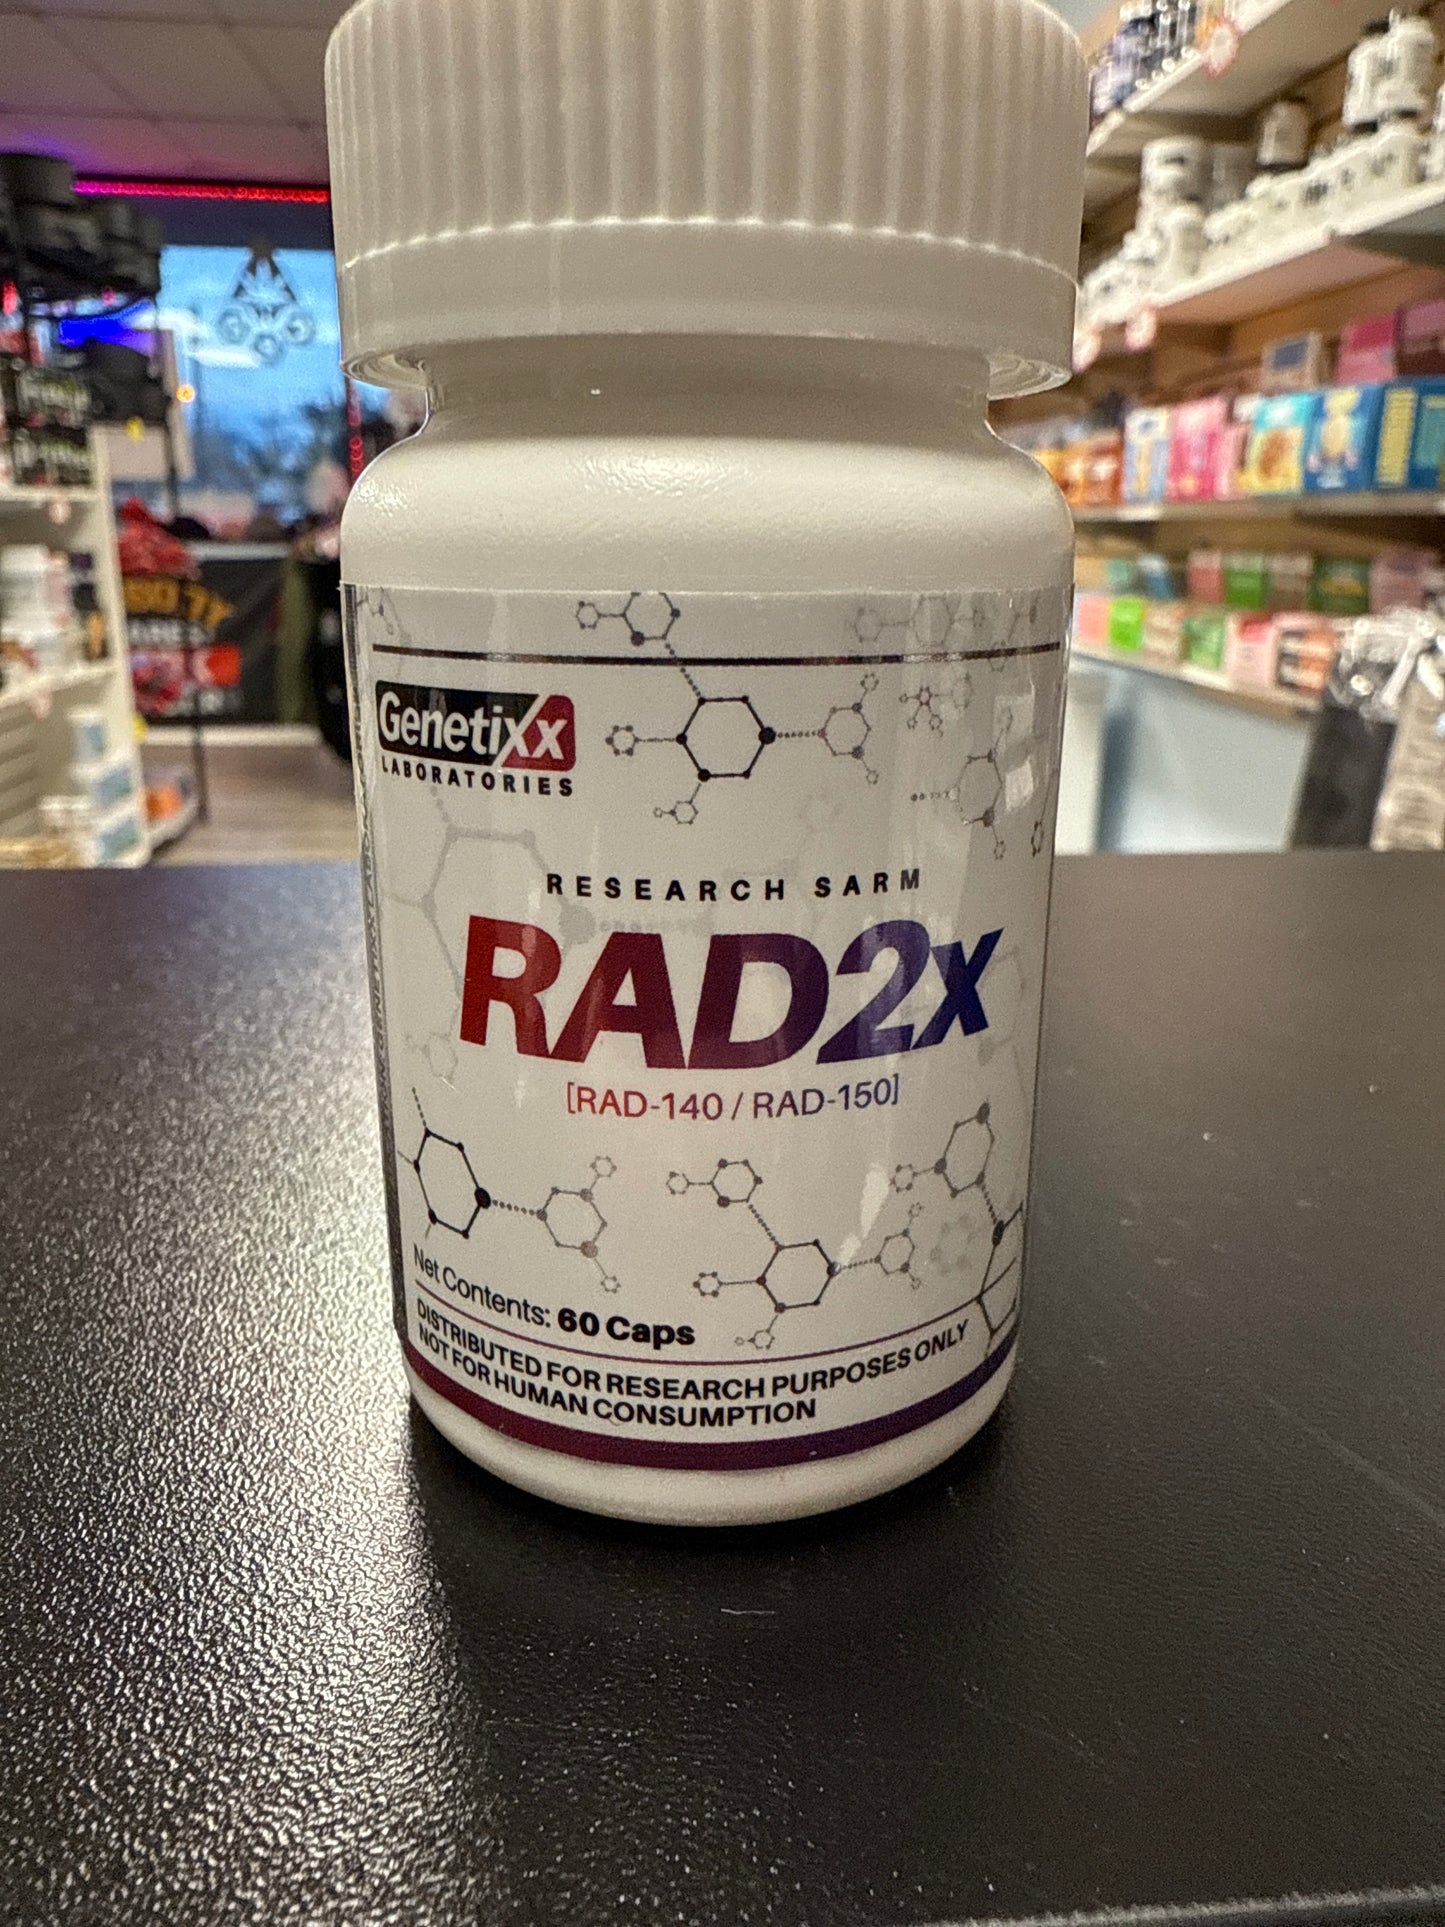 Genetixx
LABORATORIES
RESEARCH SARM
RAD2x
[RAD-140 / RAD-150]
Net Contents: 60 Caps
DISTRIBUTED FOR RESEARCH PURPOSES ONLY
NOT FOR HUMAN CONSUMPTION